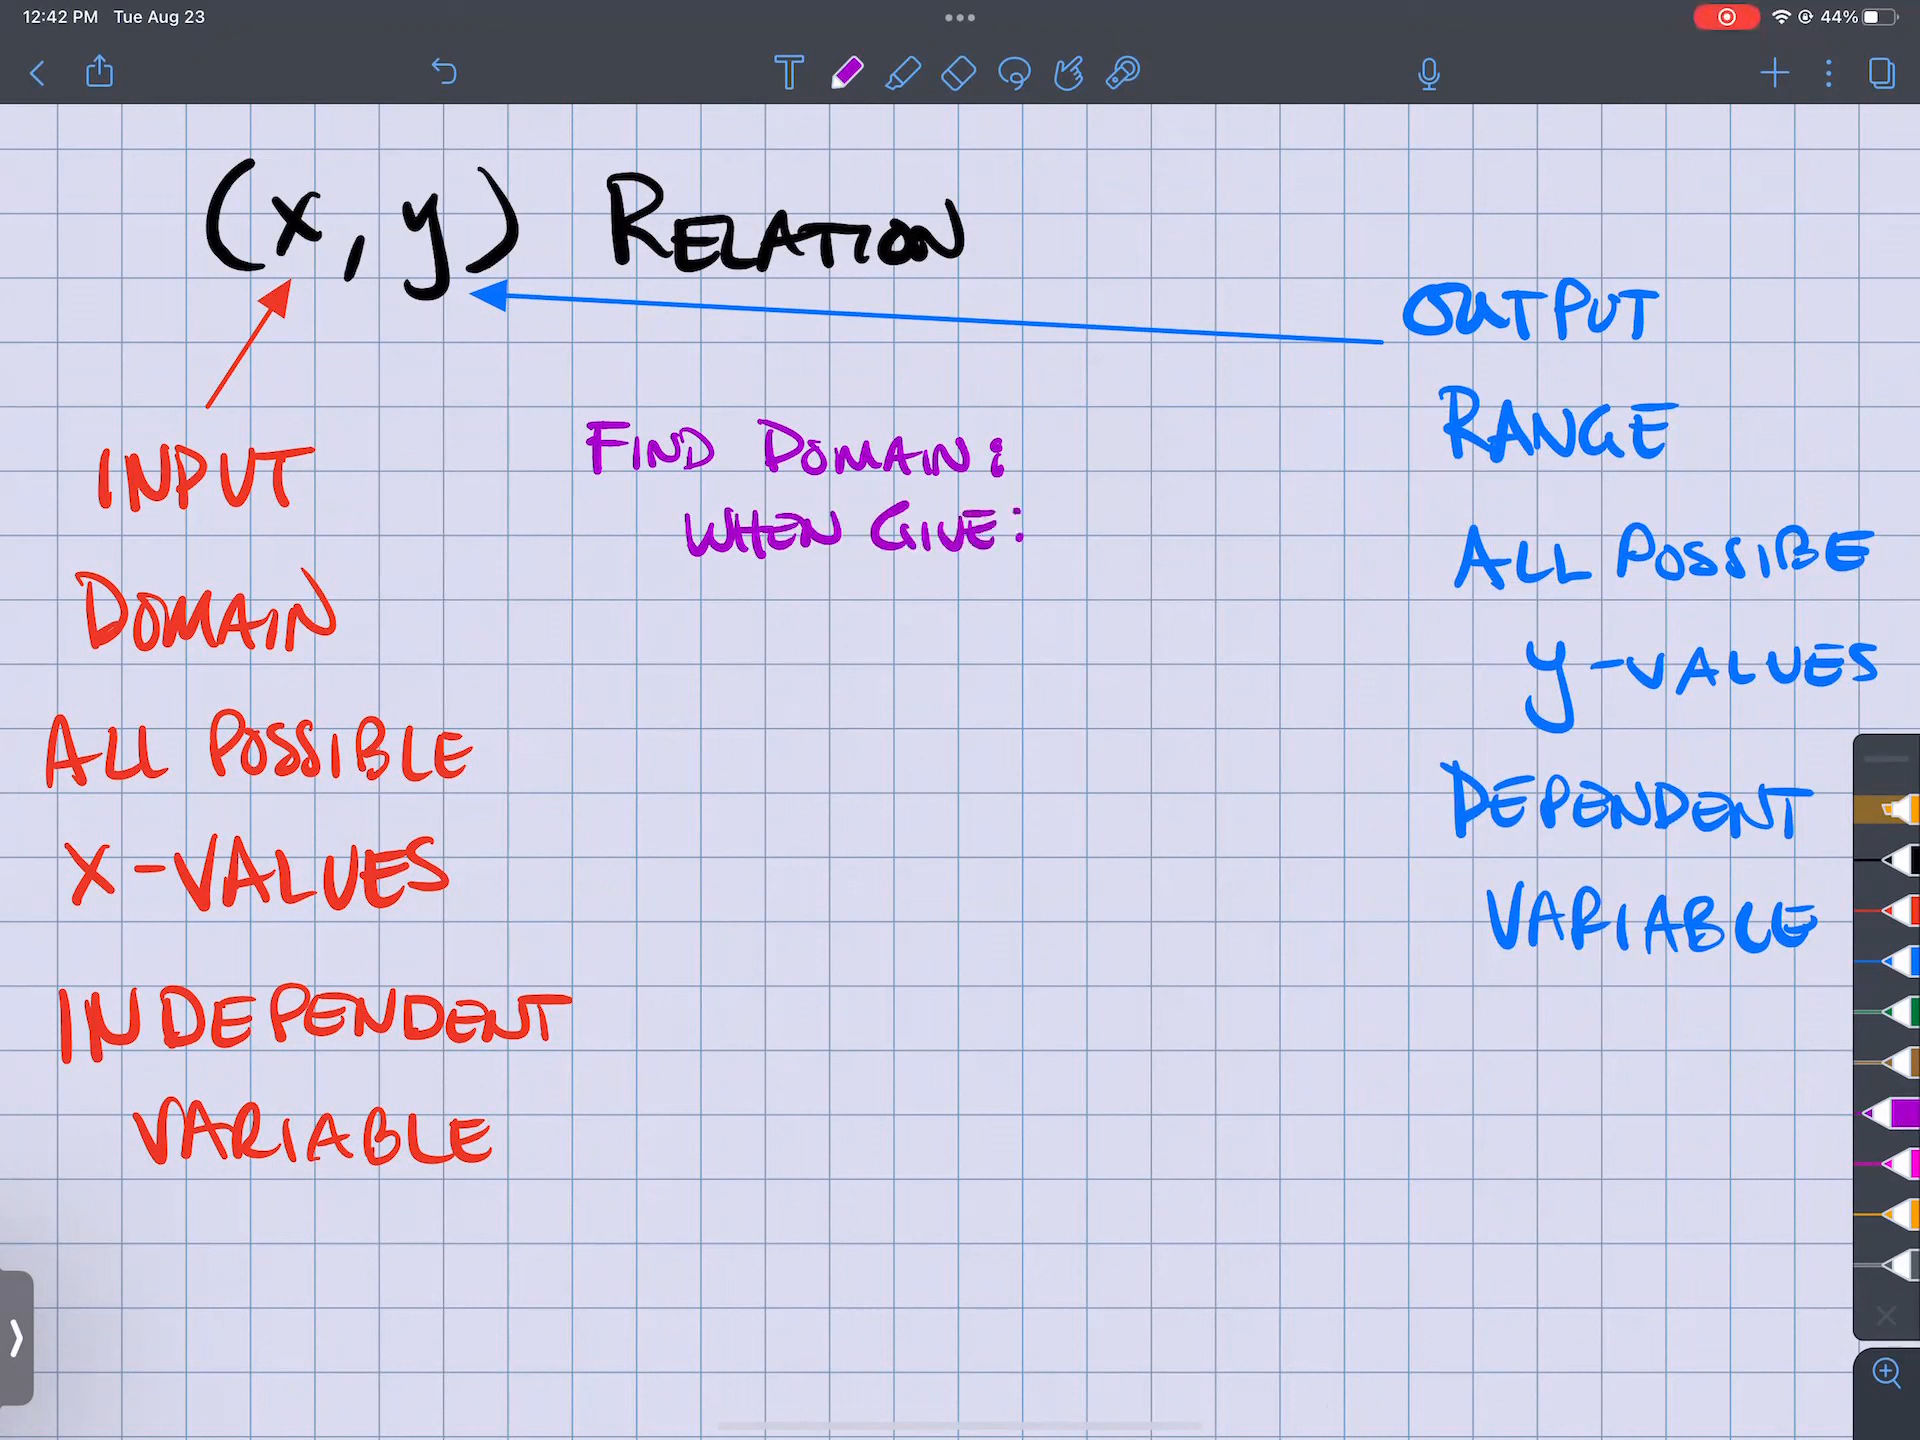 12:42 PM Tue Aug 23
44%
(x, y) RELATION
INPUT
DOMAIN
ALL POSSIBLE
X-VALUES
INDEPENDENT
VARIABLE
FIND DOMAIN:
WHEN GIVE:
OUTPUT
RANGE
ALL POSSIBE
y-VALUES
DEPENDENT
VARIABLE